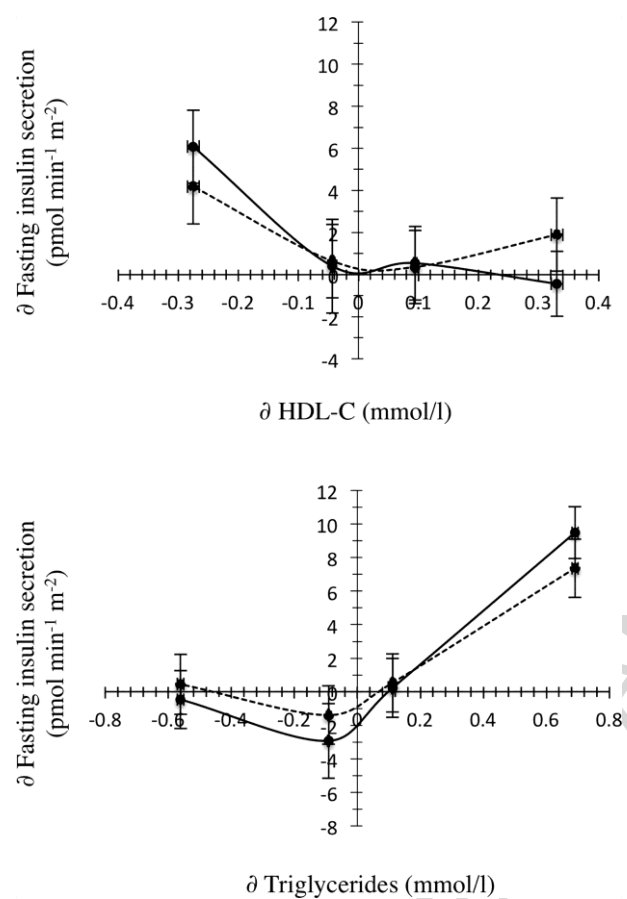 ∂ Fasting insulin secretion
(pmol min⁻¹ m⁻²)
12
10
8
6
4
2
0
-2
-4
-0.4 -0.3 -0.2 -0.1 0 0.1 0.2 0.3 0.4
∂ HDL-C (mmol/l)
∂ Fasting insulin secretion
(pmol min⁻¹ m⁻²)
12
10
8
6
4
2
0
-2
-4
-6
-8
-0.8 -0.6 -0.4 -0.2 0 0.2 0.4 0.6 0.8
∂ Triglycerides (mmol/l)